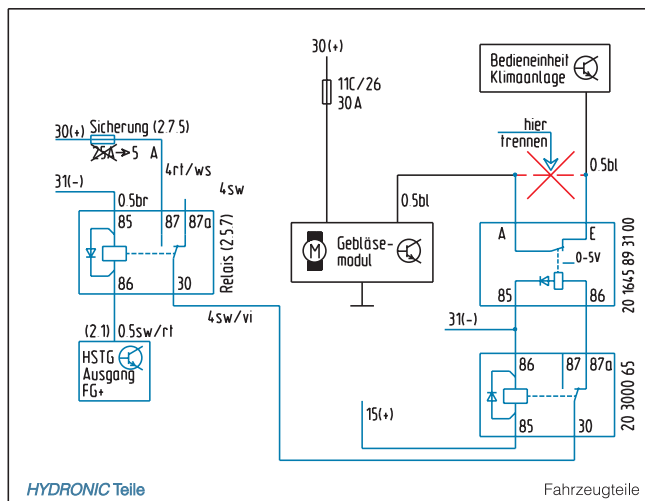 30(+)
11C/26
30A
Bedieneinheit
Klimaanlage
hier
trennen
0.5bl
Sicherung (2.7.5)
30(+)
25A→5 A
4rt/ws
31(-)
4sw
0.5br
85
87
87a
86
30
Relais (2.5.7)
4sw/vi
(2.1)
0.5sw/rt
HSTG
Ausgang
FG+
0.5bl
M
Gebläse-
modul
A
E
0-5V
85
86
20 1645 89 31 00
31(-)
86
87
87a
85
30
20 3000 65
15(+)
HYDRONIC Teile
Fahrzeugteile